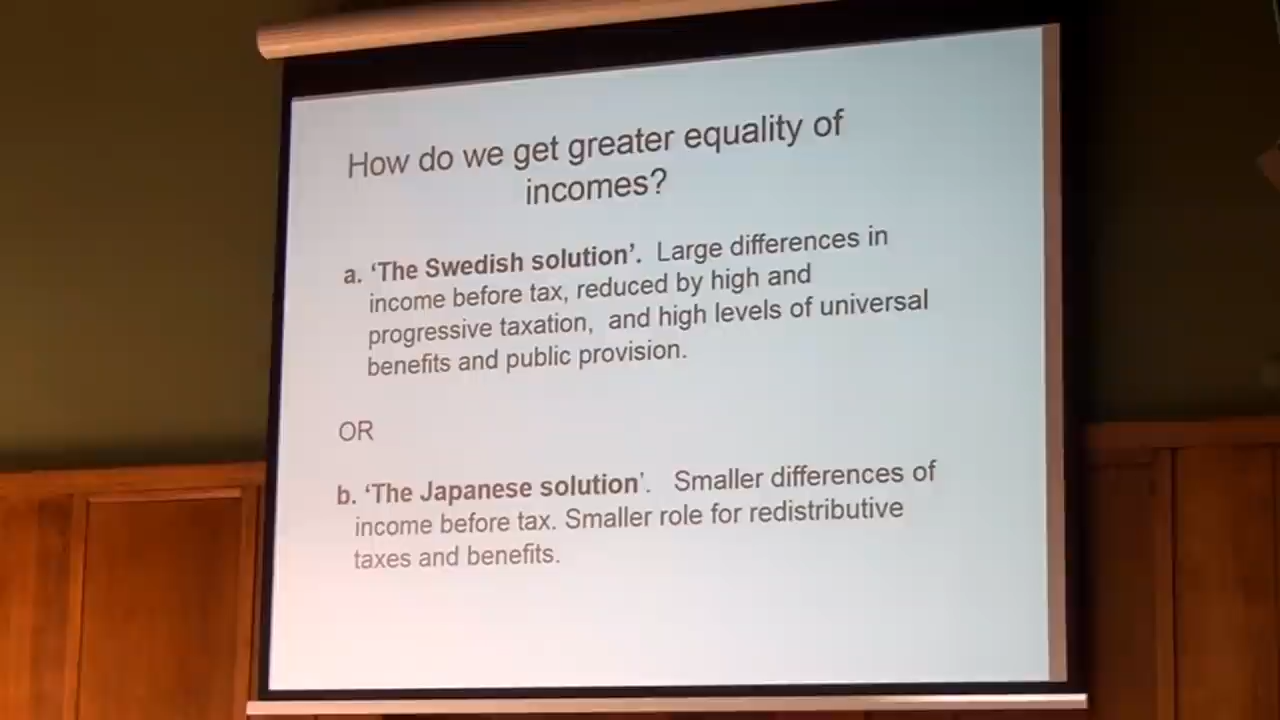 How do we get greater equality of
incomes?
a. ‘The Swedish solution’. Large differences in
income before tax, reduced by high and
progressive taxation, and high levels of universal
benefits and public provision.
OR
b. ‘The Japanese solution’. Smaller differences of
income before tax. Smaller role for redistributive
taxes and benefits.